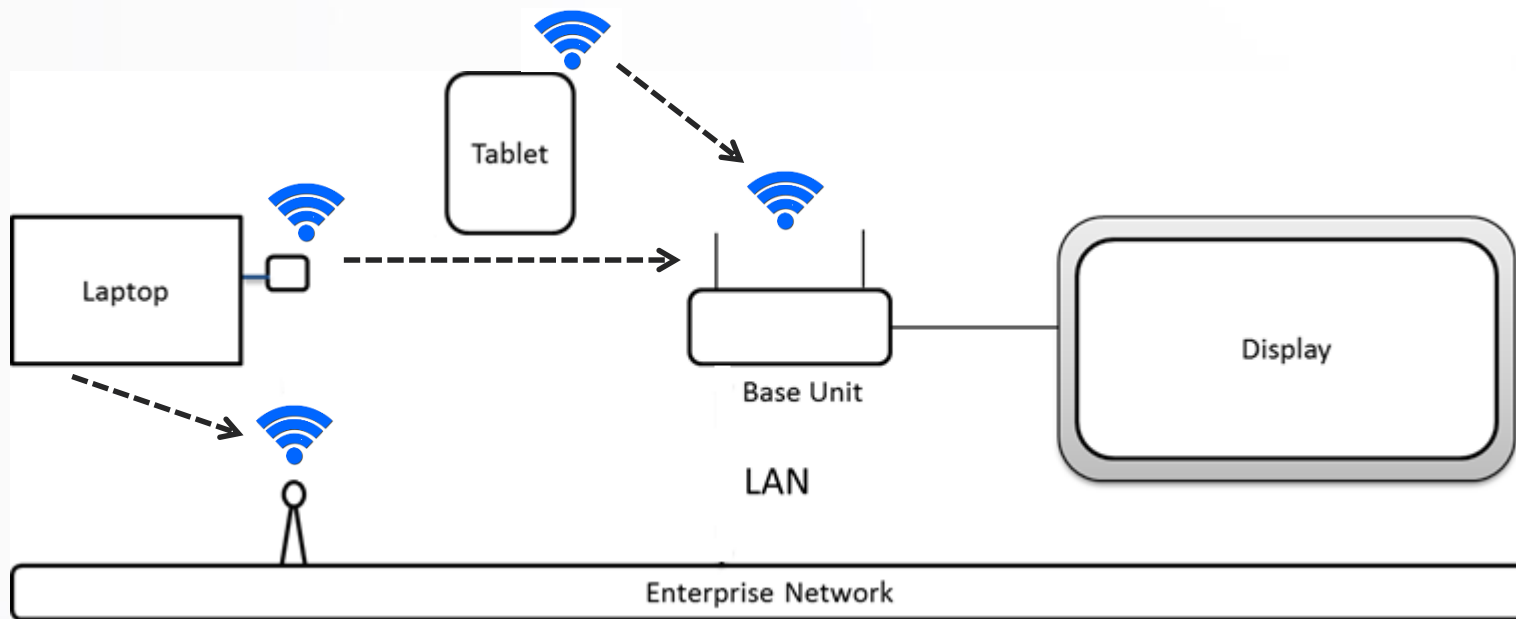 Tablet
Laptop
Display
Base Unit
LAN
Enterprise Network